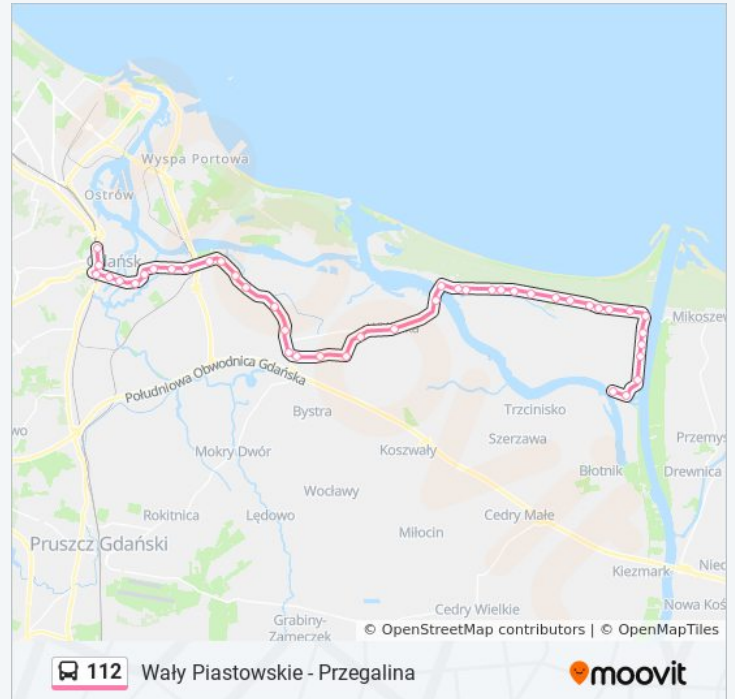 Wyspa Portowa
Ostrów
Gdańsk
Mikoszew
Południowa Obwodnica Gdańska
Bystra
Trzcinisko
Szerzawa
Przemys
Mokry Dwór
Koszwały
Błotnik
Drewnica
Wocławy
Rokitnica
Lędowo
Cedry Małe
Miłocin
Pruszcz Gdański
Kiezmark
Nied
Cedry Wielkie
Nowa Koś
Grabiny-
Zameczek
© OpenStreetMap contributors | © OpenMapTiles
112 Wały Piastowskie - Przegalina
moovit